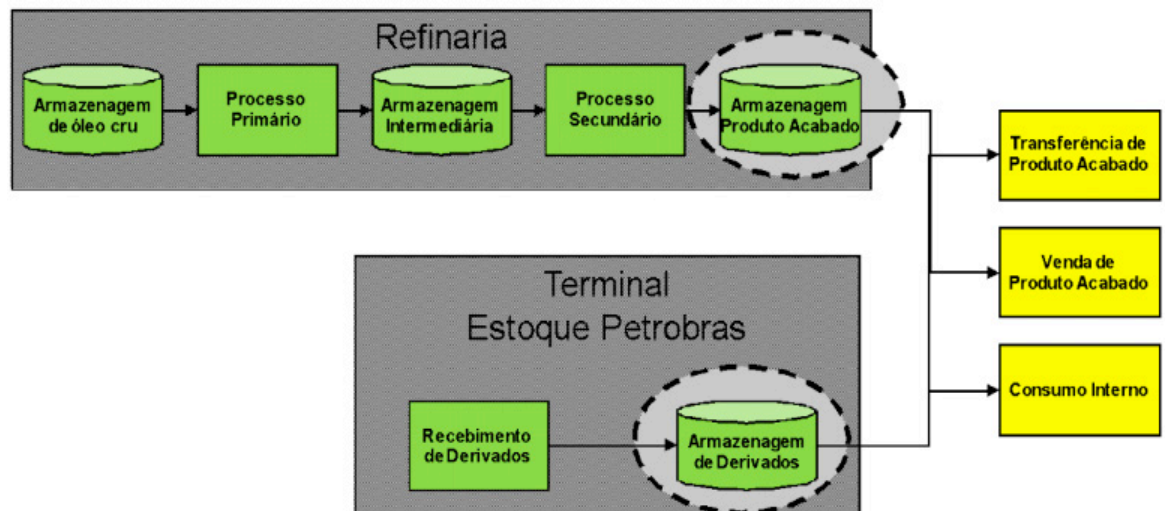 Refinaria
Armazenagem
de óleo cru
Processo
Primário
Armazenagem
Intermediária
Processo
Secundário
Armazenagem
Produto Acabado
Transferência de
Produto Acabado
Venda de
Produto Acabado
Consumo Interno
Terminal
Estoque Petrobras
Recebimento
de Derivados
Armazenagem
de Derivados